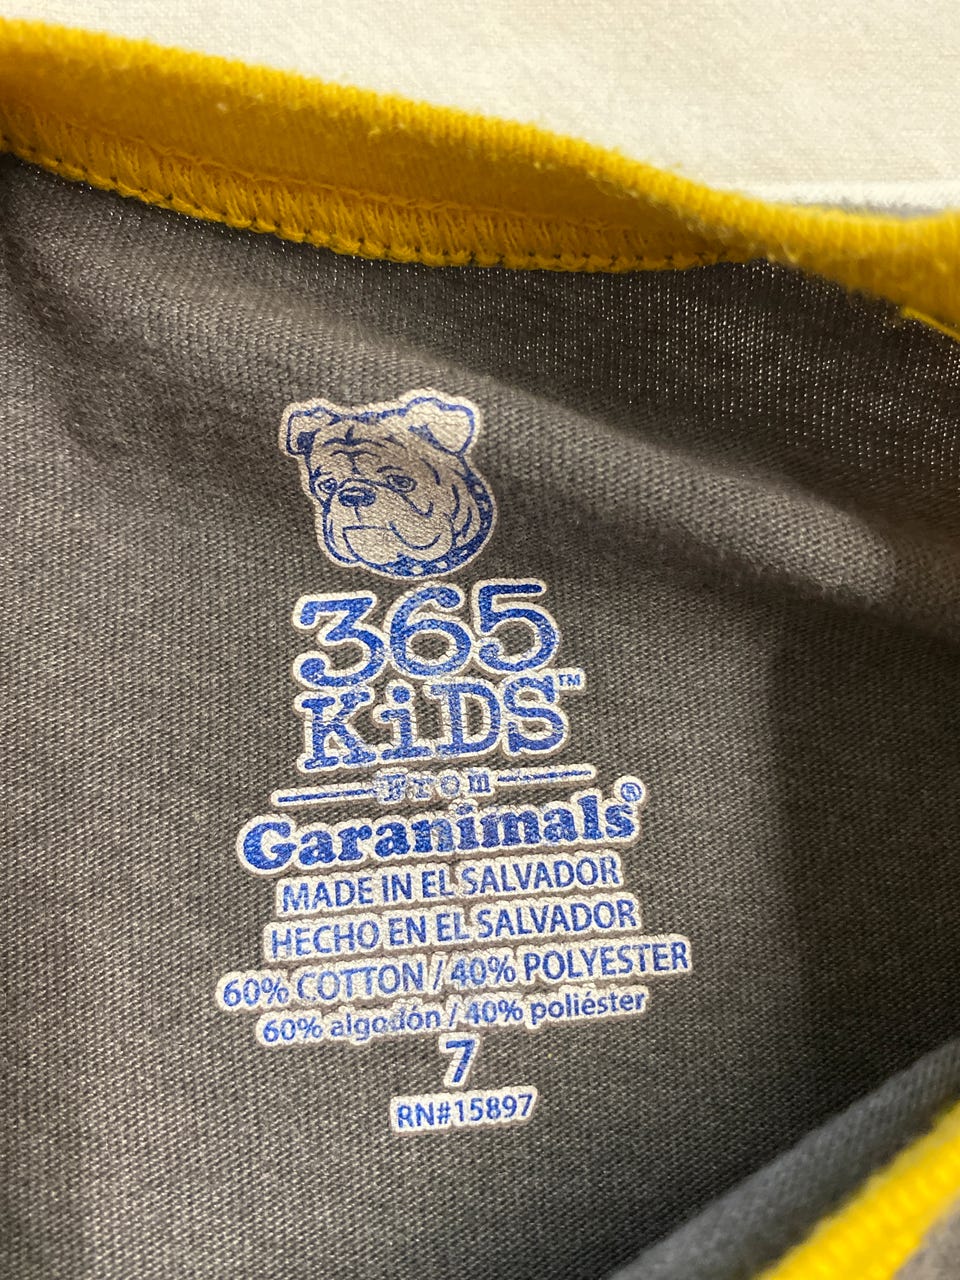 365
KiDS™
From
Garanimals®
MADE IN EL SALVADOR
HECHO EN EL SALVADOR
60% COTTON / 40% POLYESTER
60% algodón / 40% poliéster
7
RN#15897